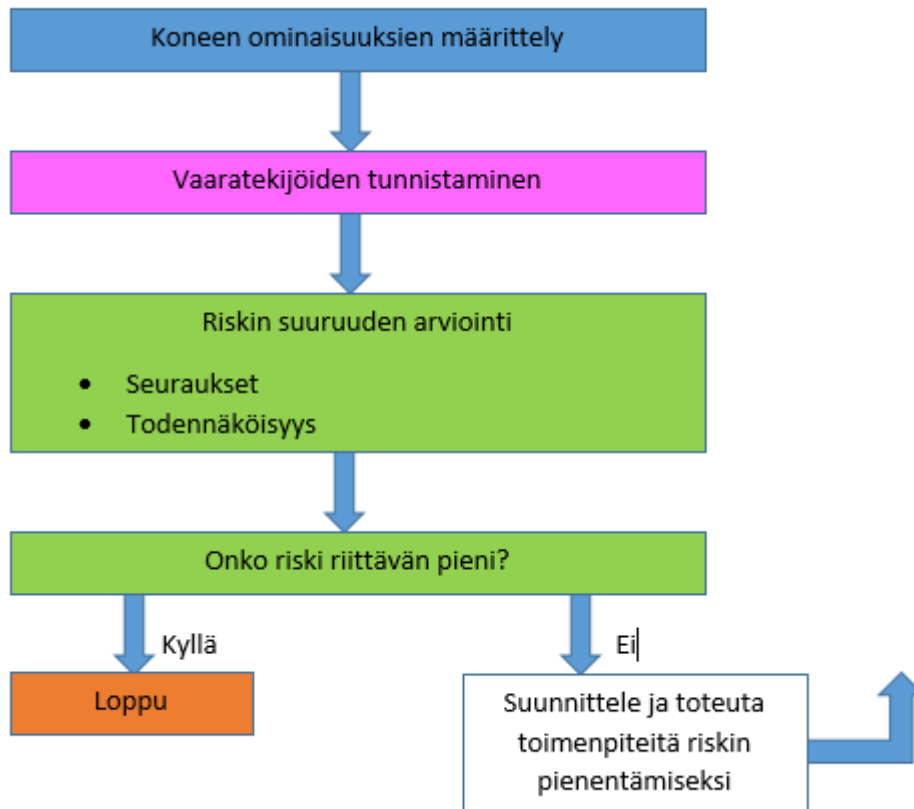 Koneen ominaisuuksien määrittely
Vaaratekijöiden tunnistaminen
Riskin suuruuden arviointi
• Seuraukset
• Todennäköisyys
Onko riski riittävän pieni?
Kyllä
Ei
Loppu
Suunnittele ja toteuta
toimenpiteitä riskin
pienentämiseksi